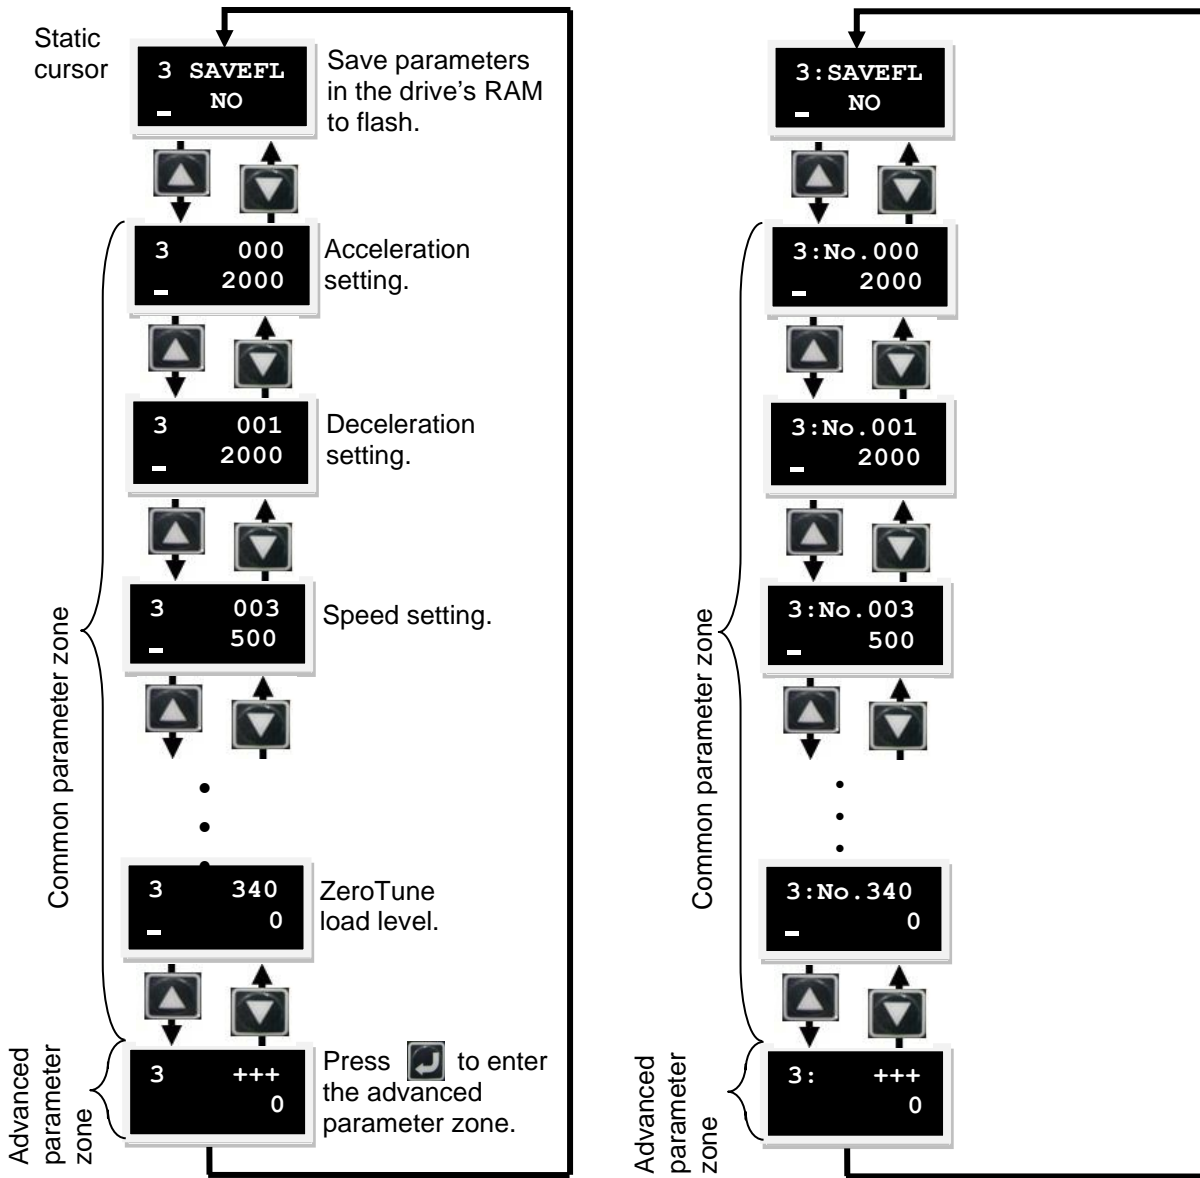 Static
cursor
3 SAVEFL
NO
Save parameters
in the drive's RAM
to flash.
3 000
2000
Acceleration
setting.
3 001
2000
Deceleration
setting.
3 003
500
Speed setting.
Common parameter zone
3 340
0
ZeroTune
load level.
Advanced
parameter
zone
3 +++
0
Press to enter
the advanced
parameter zone.
3:SAVEFL
NO
3:No.000
2000
3:No.001
2000
3:No.003
500
Common parameter zone
3:No.340
0
Advanced
parameter
zone
3: +++
0